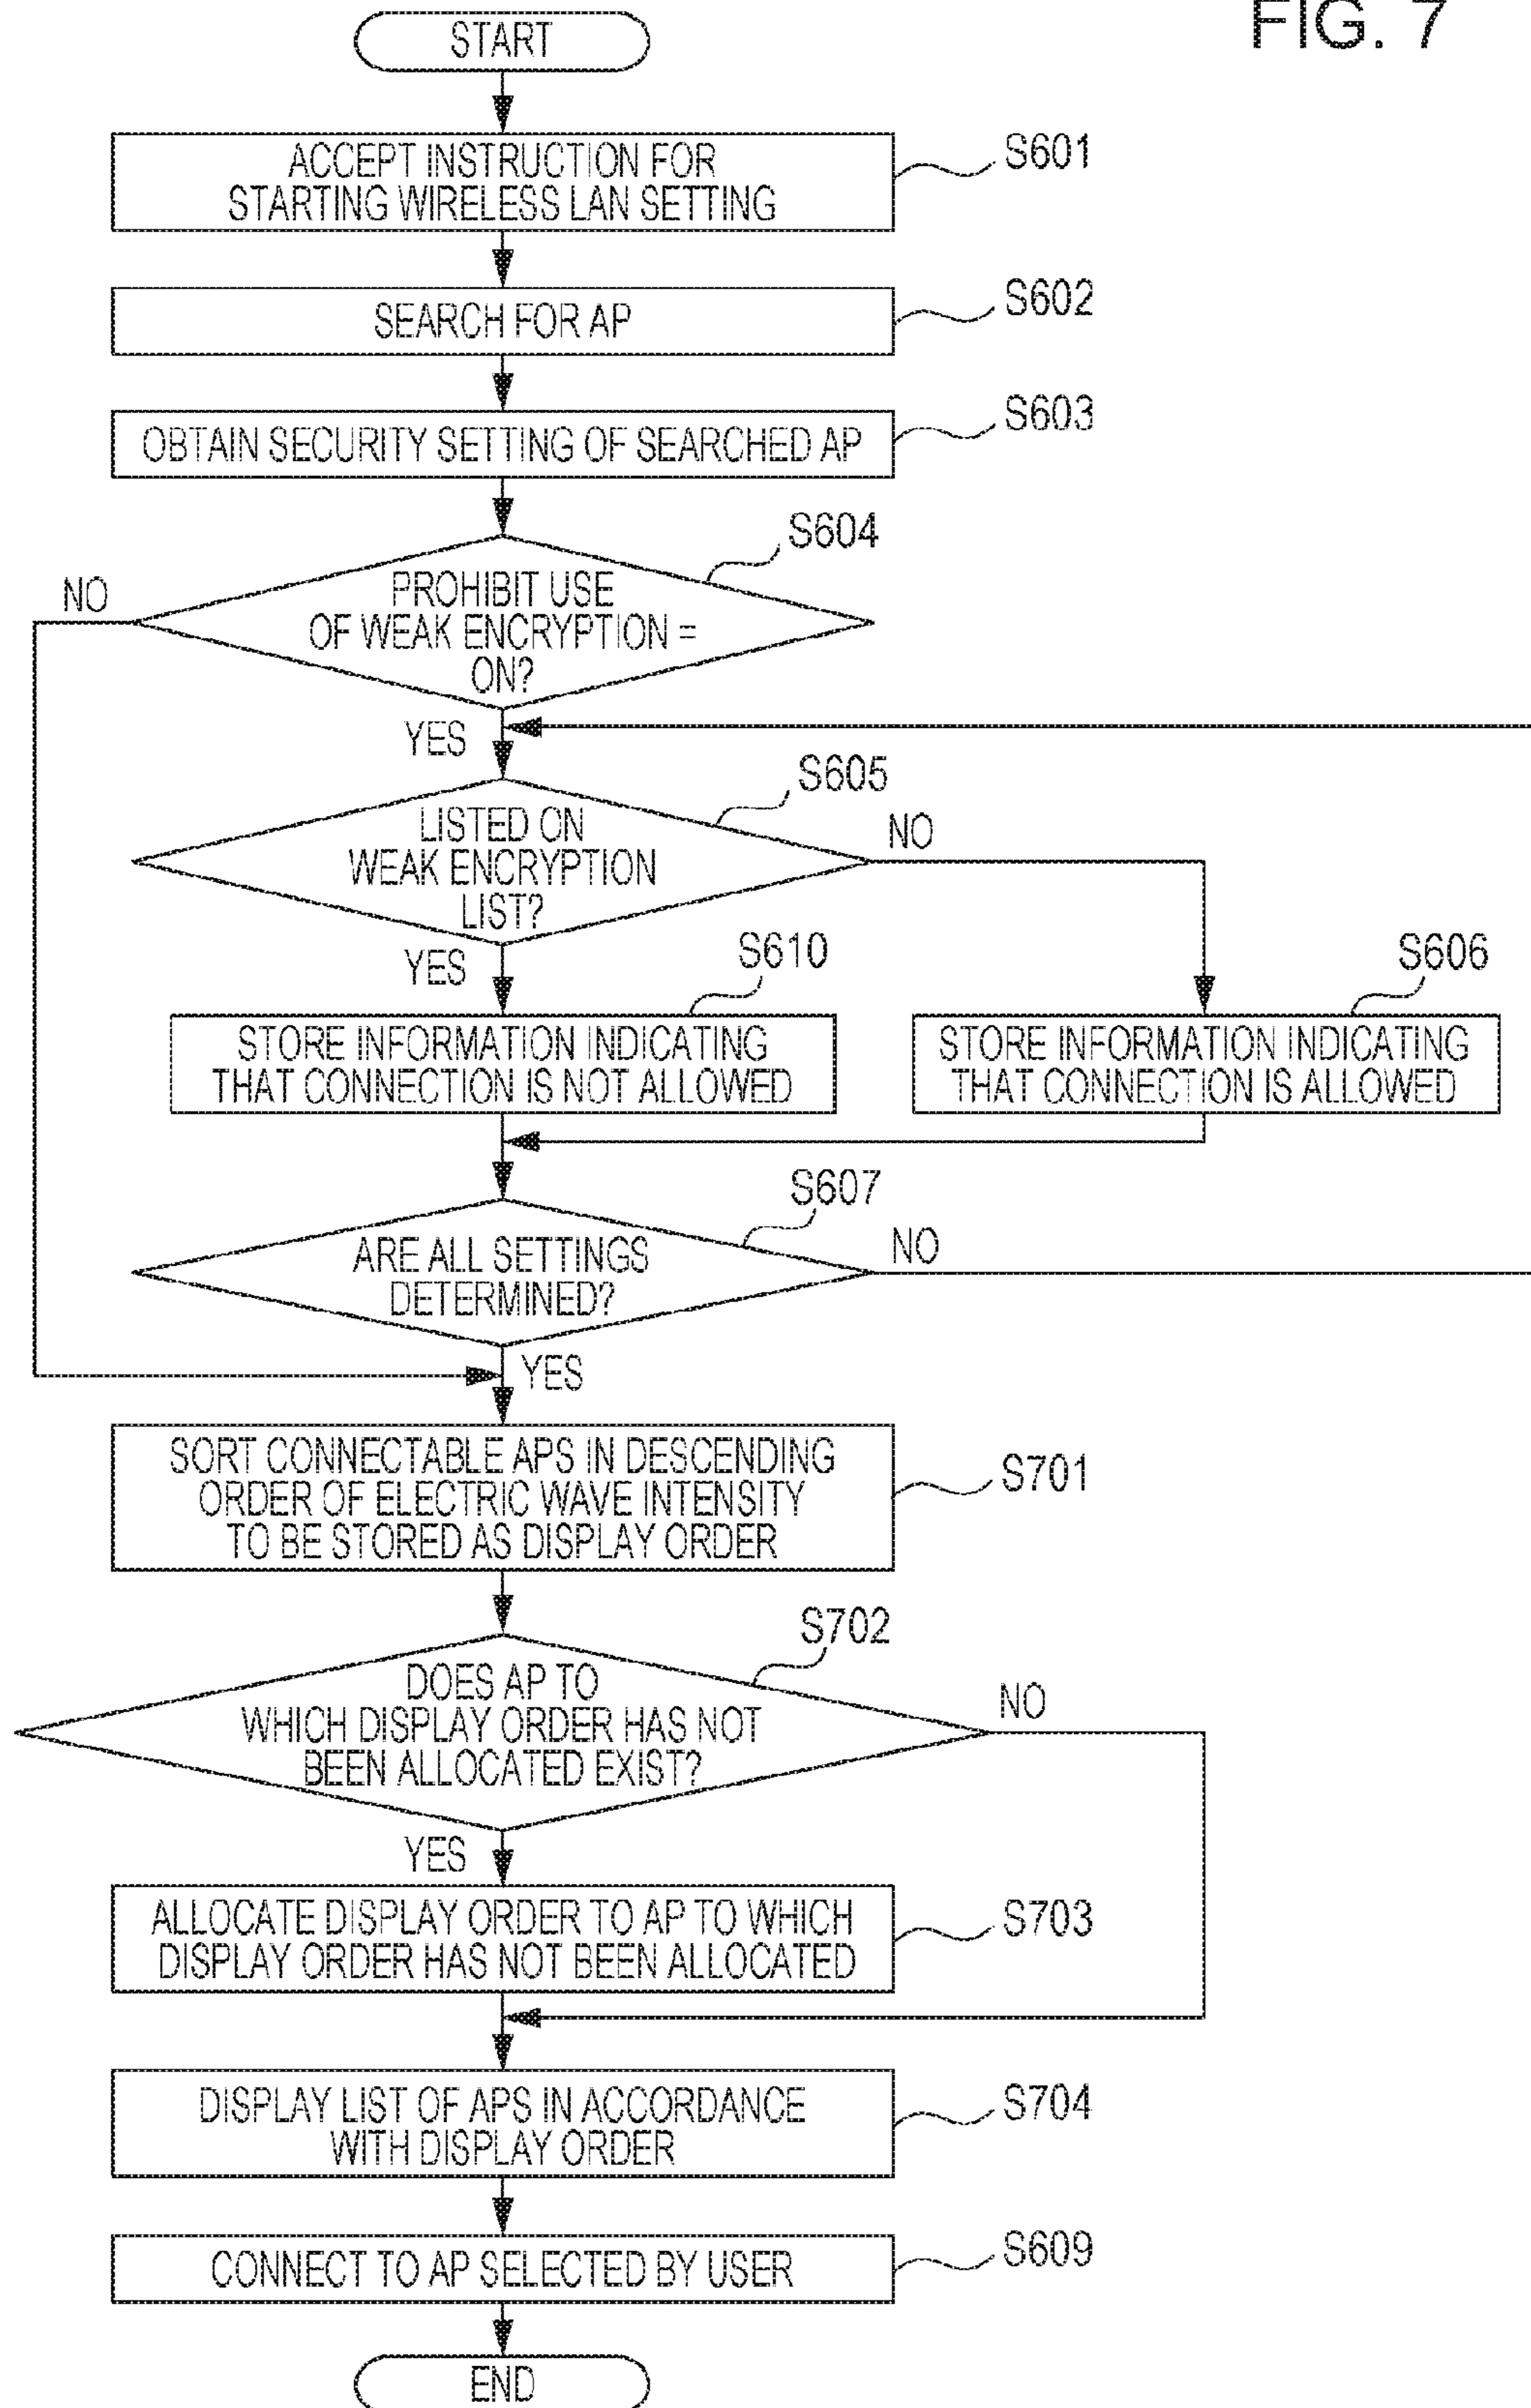 FIG. 7
START
ACCEPT INSTRUCTION FOR
STARTING WIRELESS LAN SETTING
S601
SEARCH FOR AP
S602
OBTAIN SECURITY SETTING OF SEARCHED AP
S603
S604
NO
PROHIBIT USE
OF WEAK ENCRYPTION =
ON?
YES
S605
LISTED ON
WEAK ENCRYPTION
LIST?
NO
YES
S610
S606
STORE INFORMATION INDICATING
THAT CONNECTION IS NOT ALLOWED
STORE INFORMATION INDICATING
THAT CONNECTION IS ALLOWED
S607
ARE ALL SETTINGS
DETERMINED?
NO
YES
SORT CONNECTABLE APS IN DESCENDING
ORDER OF ELECTRIC WAVE INTENSITY
TO BE STORED AS DISPLAY ORDER
S701
S702
DOES AP TO
WHICH DISPLAY ORDER HAS NOT
BEEN ALLOCATED EXIST?
NO
YES
ALLOCATE DISPLAY ORDER TO AP TO WHICH
DISPLAY ORDER HAS NOT BEEN ALLOCATED
S703
DISPLAY LIST OF APS IN ACCORDANCE
WITH DISPLAY ORDER
S704
CONNECT TO AP SELECTED BY USER
S609
END